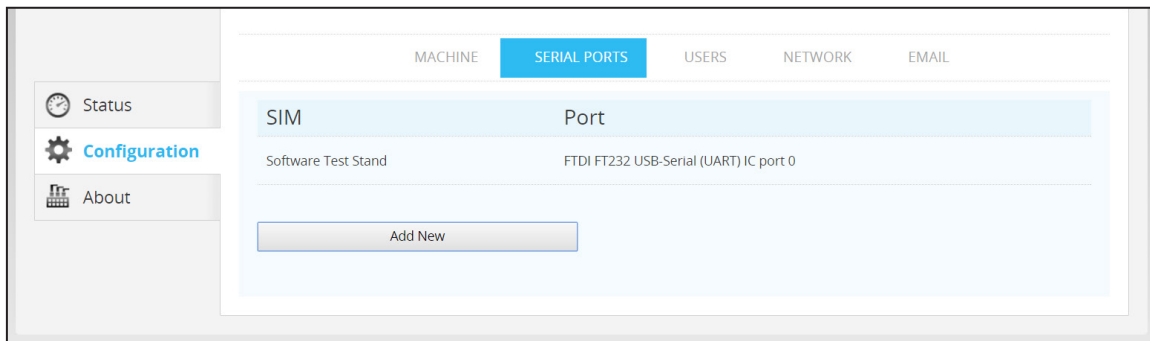 MACHINE SERIAL PORTS USERS NETWORK EMAIL
Status
Configuration
About
SIM Port
Software Test Stand FTDI FT232 USB-Serial (UART) IC port 0
Add New